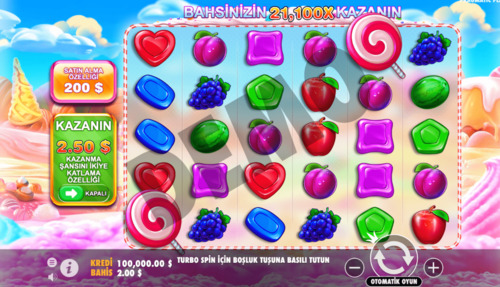 BAHSİNİZİN 21,100X KAZANIN
SATIN ALMA
ÖZELLİĞİ
200 $
KAZANIN
2.50 $
KAZANMA
ŞANSINI İKİYE
KATLAMA
ÖZELLİĞİ
KAPALI
DEMO
KREDİ 100,000.00 $
BAHİS 2.00 $
TURBO SPİN İÇİN BOŞLUK TUŞUNA BASILI TUTUN
OTOMATİK OYUN